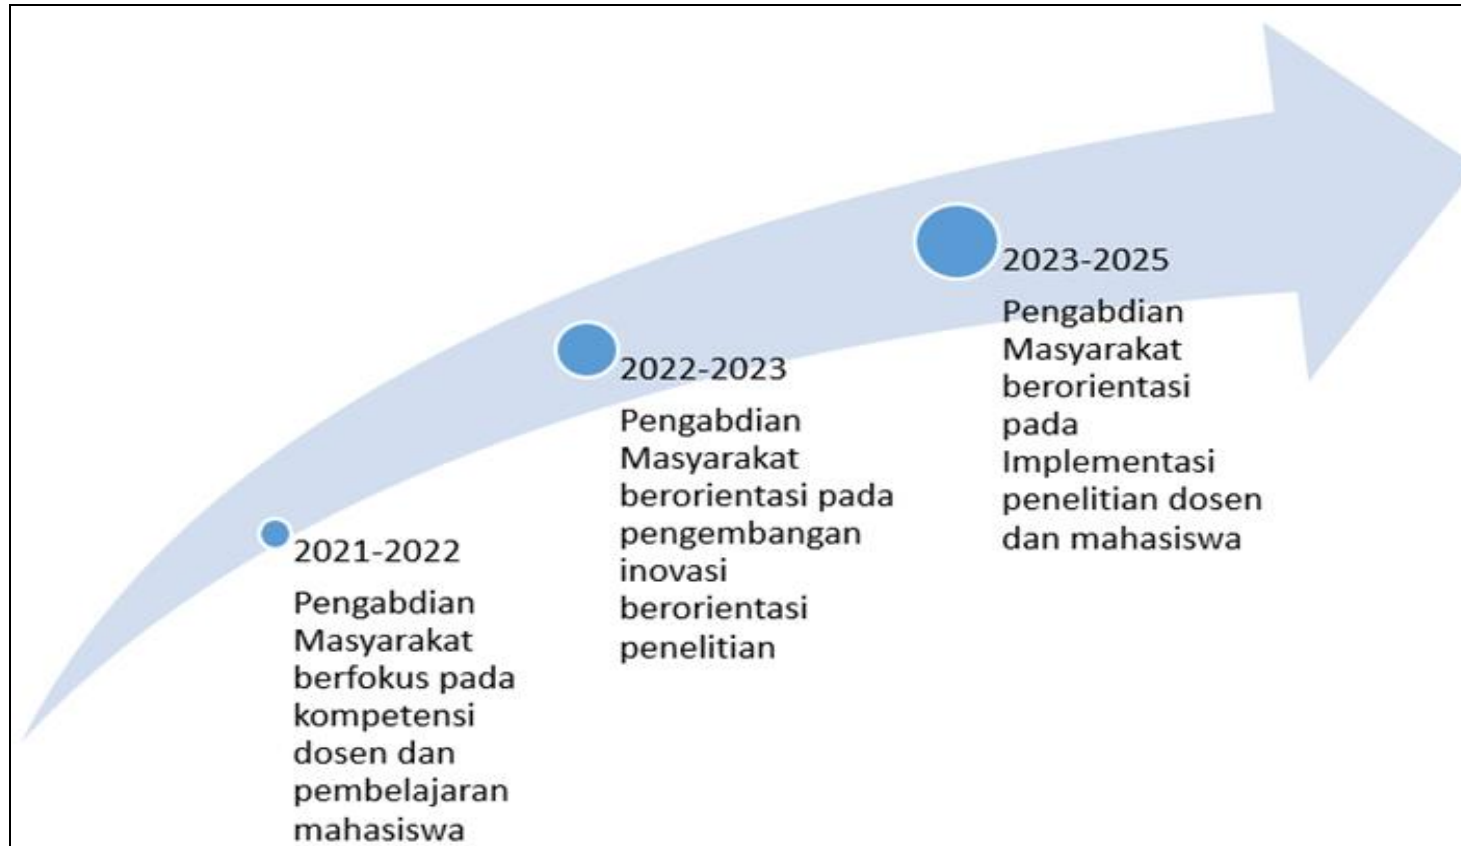 2021-2022
Pengabdian
Masyarakat
berfokus pada
kompetensi
dosen dan
pembelajaran
mahasiswa
2022-2023
Pengabdian
Masyarakat
berorientasi pada
pengembangan
inovasi
berorientasi
penelitian
2023-2025
Pengabdian
Masyarakat
berorientasi
pada
Implementasi
penelitian dosen
dan mahasiswa